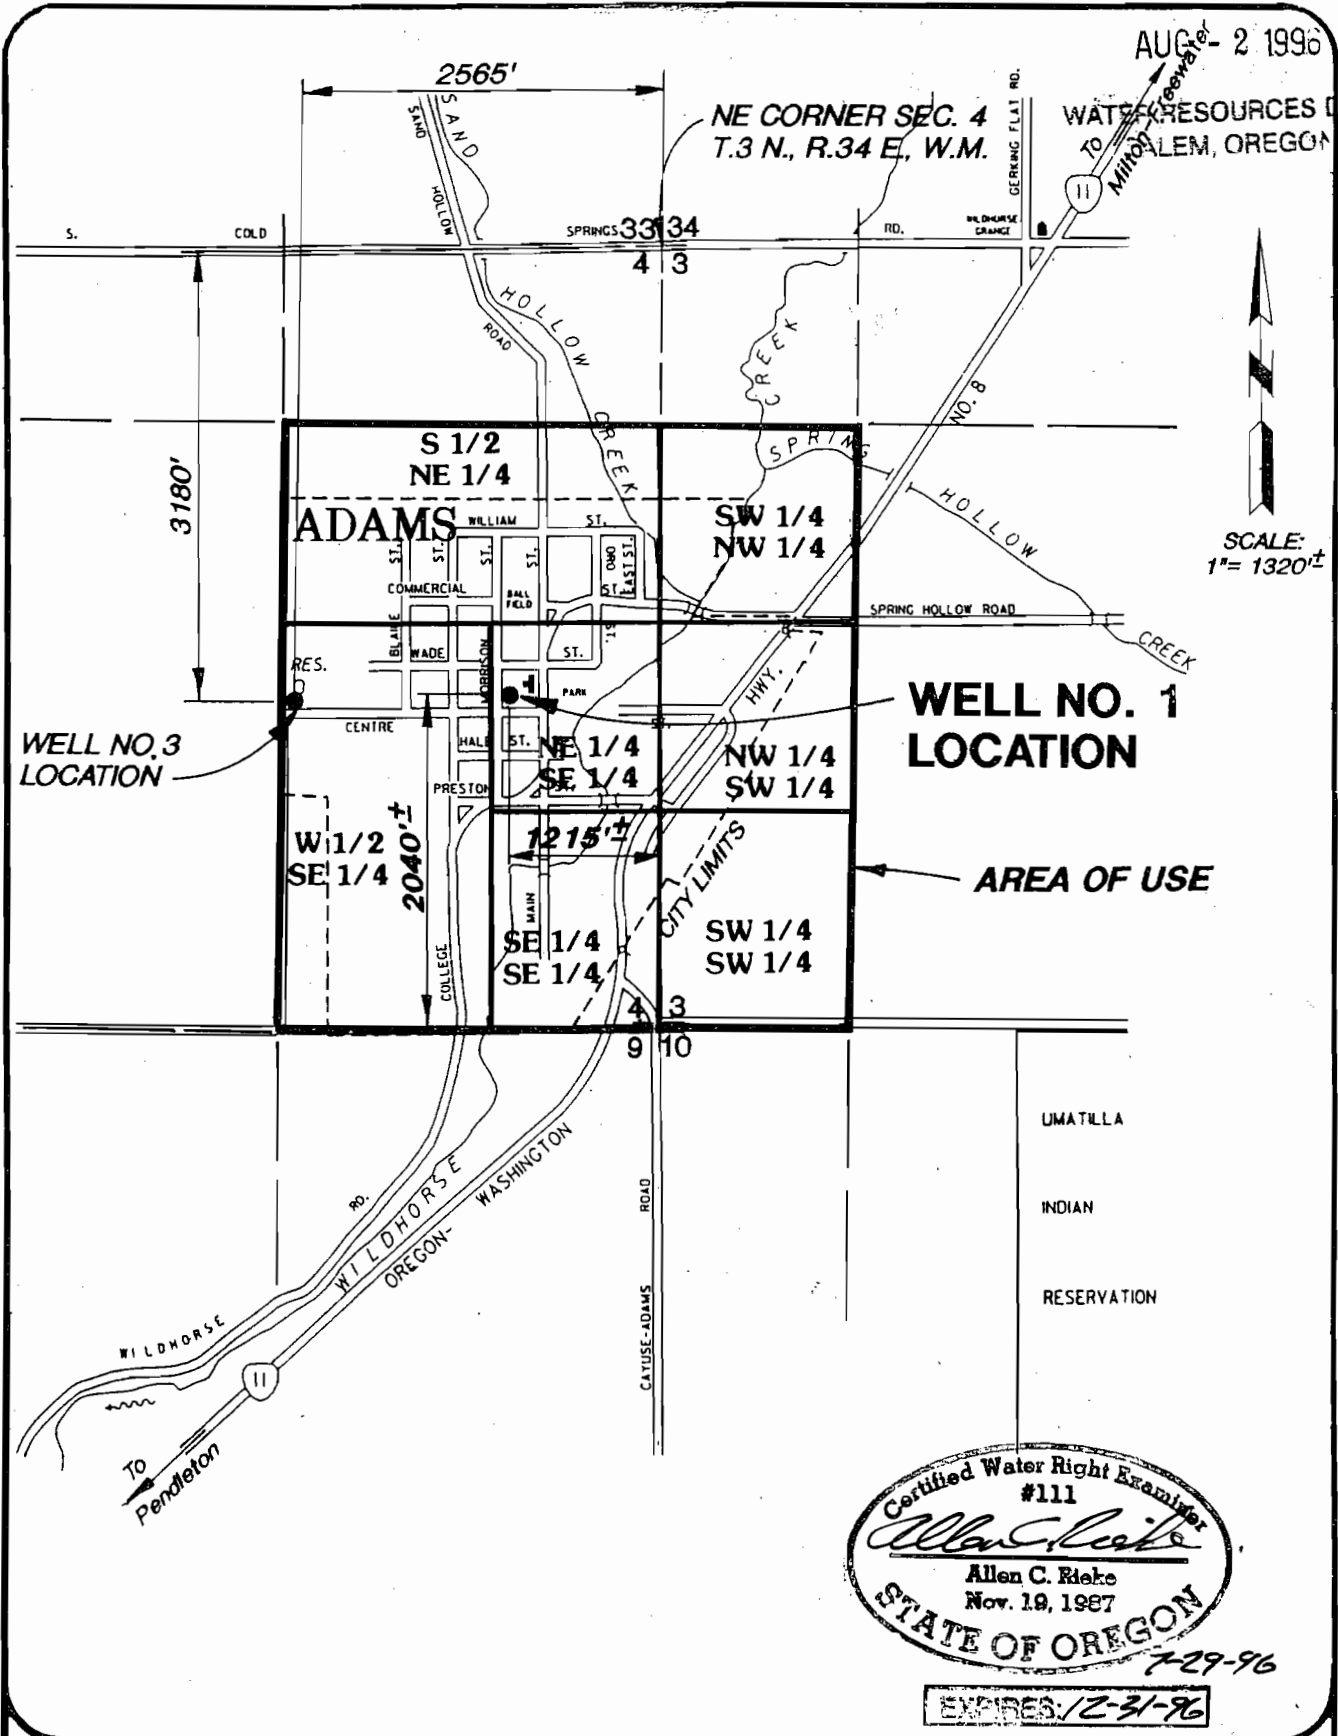 AUG - 2 1996
WATER RESOURCES D
ALEM, OREGON
2565'
NE CORNER SEC. 4
T.3 N., R.34 E., W.M.
SAND
SAND
HOLLOW
ROAD
GERKING FLAT RD.
To
Milton-Freewater
11
S.
COLD
SPRINGS
RD.
33 34
4 3
WILDHORSE
GRANGE
HOLLOW
CREEK
CREEK
NO. 8
3180'
S 1/2
NE 1/4
SPRING
HOLLOW
CREEK
ADAMS
WILLIAM
ST.
SW 1/4
NW 1/4
SCALE:
1"= 1320'±
ST.
ST.
ST.
ST.
ORO
EAST ST.
COMMERCIAL
ST.
BALL
FIELD
SPRING HOLLOW ROAD
BLAINE
WADE
MORRISON
ST.
ST.
RES.
PARK
HWY.
WELL NO. 1
LOCATION
WELL NO. 3
LOCATION
CENTRE
HALE
ST.
NE 1/4
SE 1/4
NW 1/4
SW 1/4
PRESTON
W 1/2
SE 1/4
2040'±
1215'±
CITY LIMITS
AREA OF USE
MAIN
COLLEGE
SE 1/4
SE 1/4
SW 1/4
SW 1/4
4 3
9 10
UMATILLA
INDIAN
RESERVATION
RD.
WILDHORSE
OREGON-
WASHINGTON
CAYUSE-ADAMS
ROAD
WILDHORSE
11
To
Pendleton
Certified Water Right Examiner
#111
Allen C. Rieke
Allen C. Rieke
Nov. 19, 1987
STATE OF OREGON
7-29-96
EXPIRES: 12-31-96